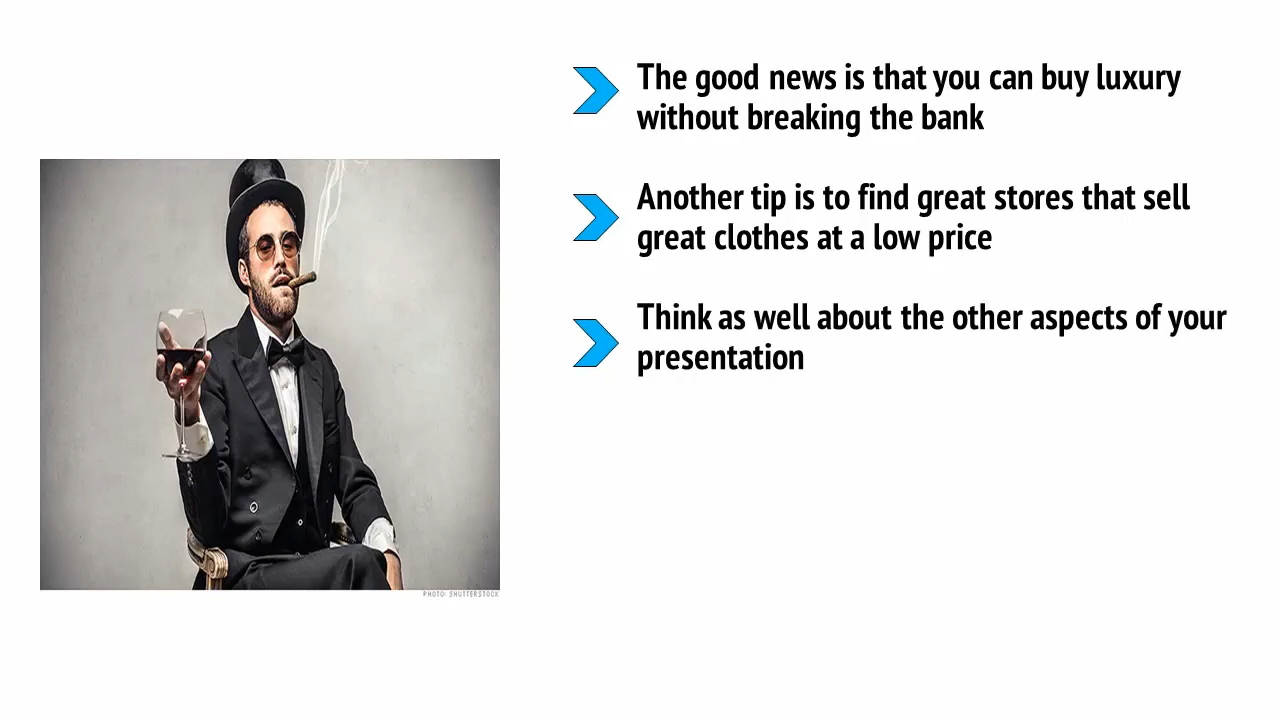 The good news is that you can buy luxury
without breaking the bank
Another tip is to find great stores that sell
great clothes at a low price
Think as well about the other aspects of your
presentation
PHOTO: SHUTTERSTOCK